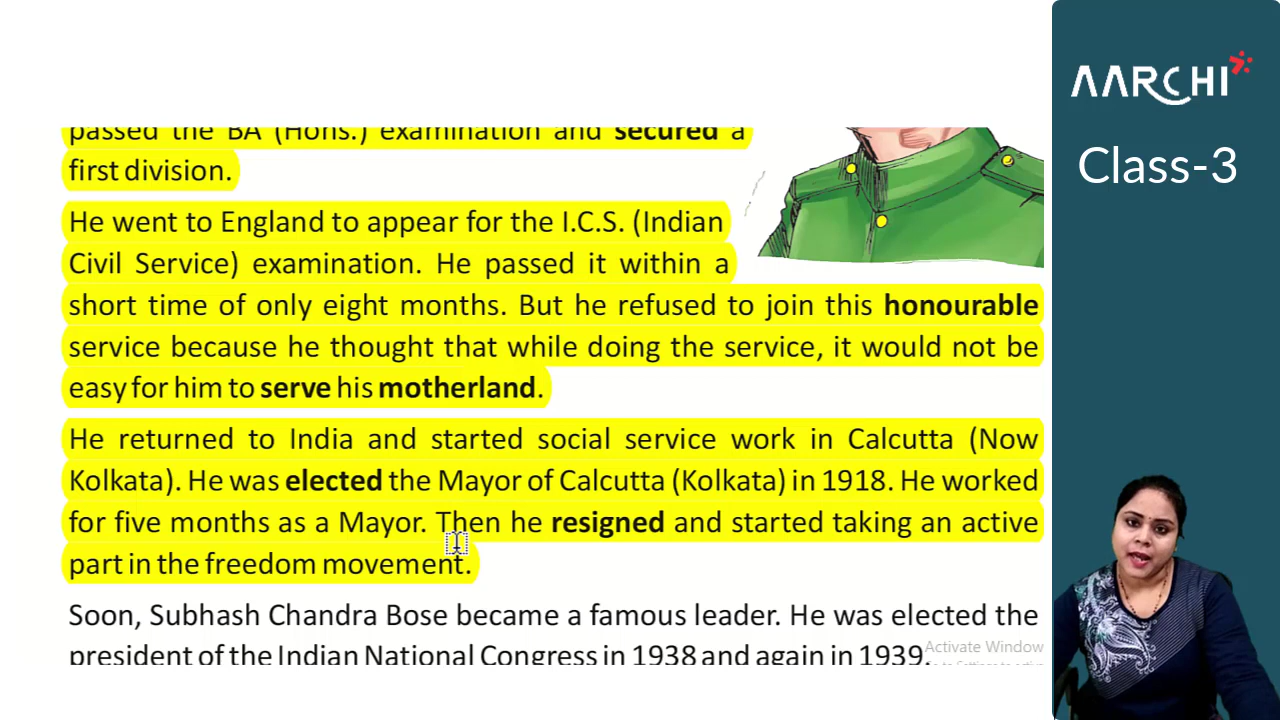 passed the BA (Hons.) examination and secured a
first division.
He went to England to appear for the I.C.S. (Indian
Civil Service) examination. He passed it within a
short time of only eight months. But he refused to join this honourable
service because he thought that while doing the service, it would not be
easy for him to serve his motherland.
He returned to India and started social service work in Calcutta (Now
Kolkata). He was elected the Mayor of Calcutta (Kolkata) in 1918. He worked
for five months as a Mayor. Then he resigned and started taking an active
part in the freedom movement.
Soon, Subhash Chandra Bose became a famous leader. He was elected the
president of the Indian National Congress in 1938 and again in 1939.
Activate Window
AARCHI
Class-3